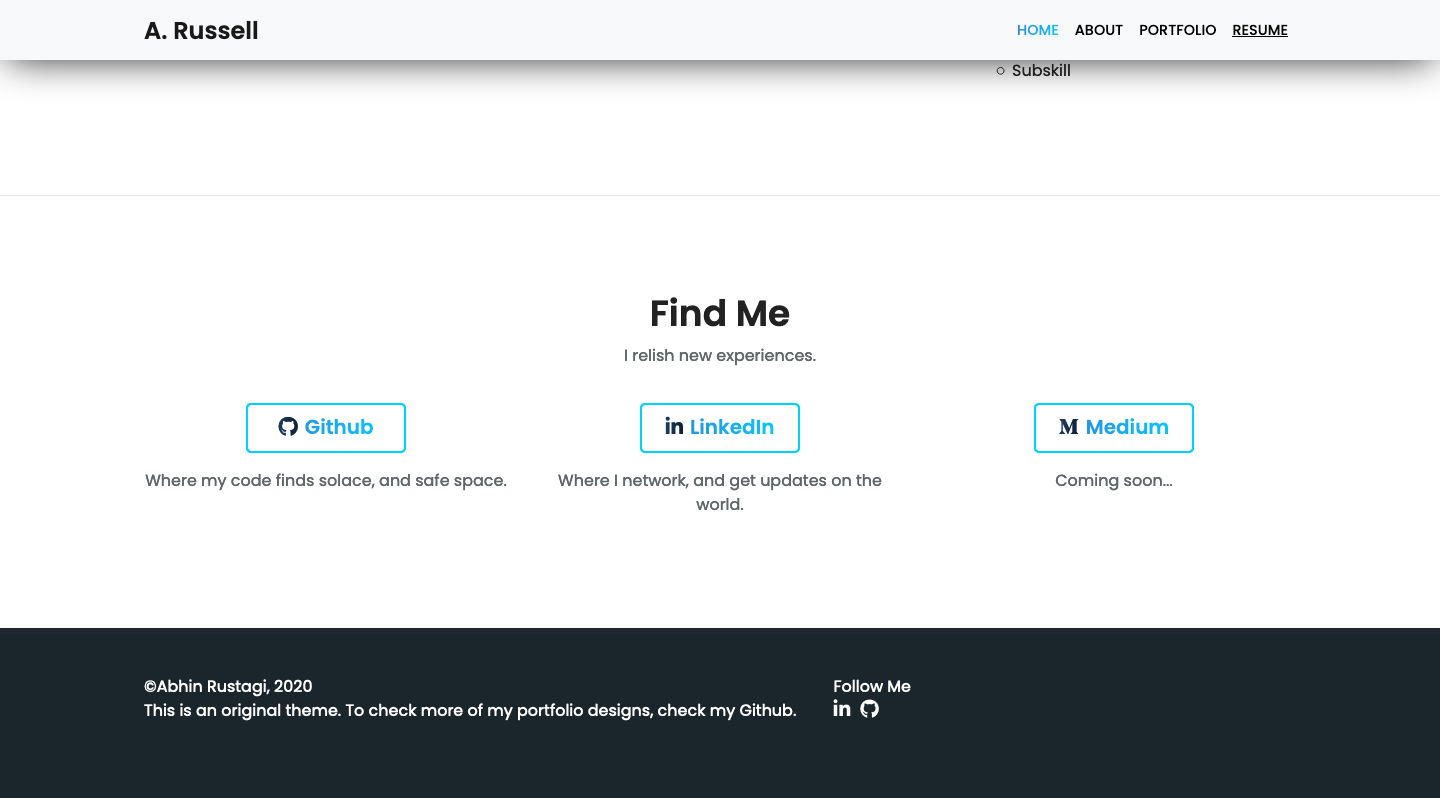 A. Russell
HOME ABOUT PORTFOLIO RESUME
Subskill
Find Me
I relish new experiences.
Github
Where my code finds solace, and safe space.
LinkedIn
Where I network, and get updates on the
world.
Medium
Coming soon...
©Abhin Rustagi, 2020
This is an original theme. To check more of my portfolio designs, check my Github.
Follow Me